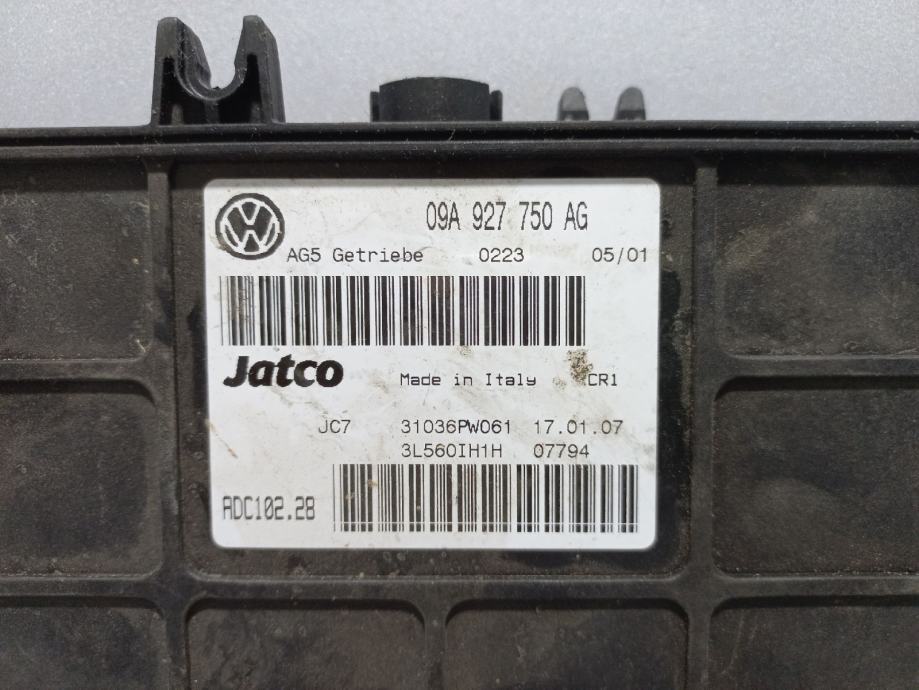 09A 927 750 AG
AG5 Getriebe 0223 05/01
Jatco Made in Italy CR1
JC7 31036PW061 17.01.07
3L560IH1H 07794
ADC102.2B